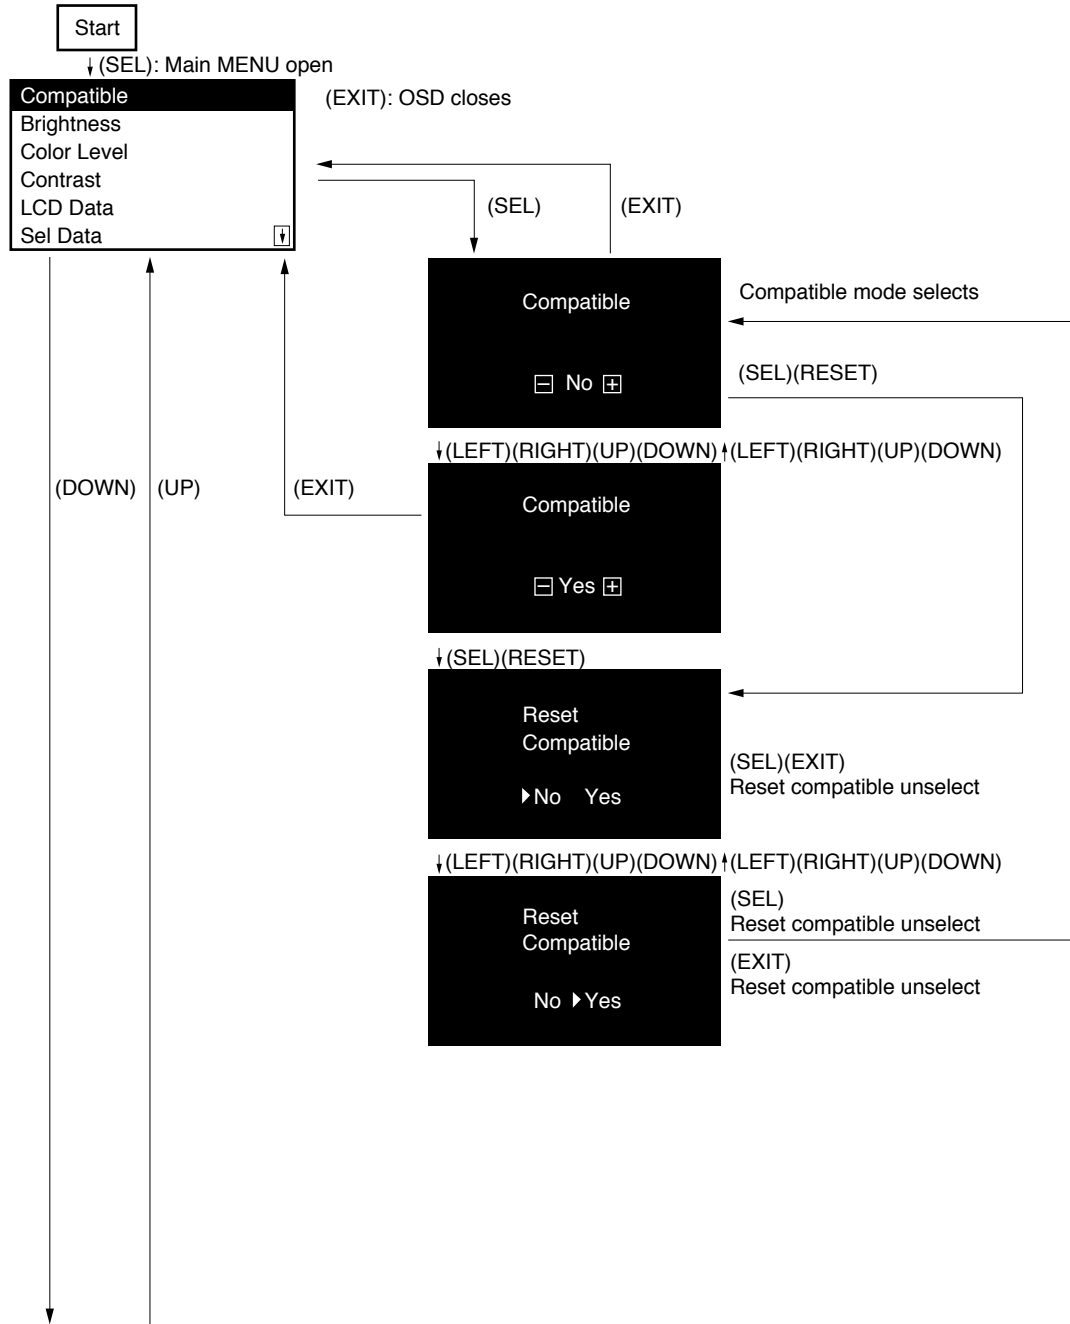 Start
(SEL): Main MENU open
Compatible
Brightness
Color Level
Contrast
LCD Data
Sel Data
(EXIT): OSD closes
(SEL)
(EXIT)
Compatible
No
Compatible mode selects
(SEL)(RESET)
(LEFT)(RIGHT)(UP)(DOWN)
(LEFT)(RIGHT)(UP)(DOWN)
(DOWN)
(UP)
(EXIT)
Compatible
Yes
(SEL)(RESET)
Reset
Compatible
No Yes
(SEL)(EXIT)
Reset compatible unselect
(LEFT)(RIGHT)(UP)(DOWN)
(LEFT)(RIGHT)(UP)(DOWN)
Reset
Compatible
No Yes
(SEL)
Reset compatible unselect
(EXIT)
Reset compatible unselect